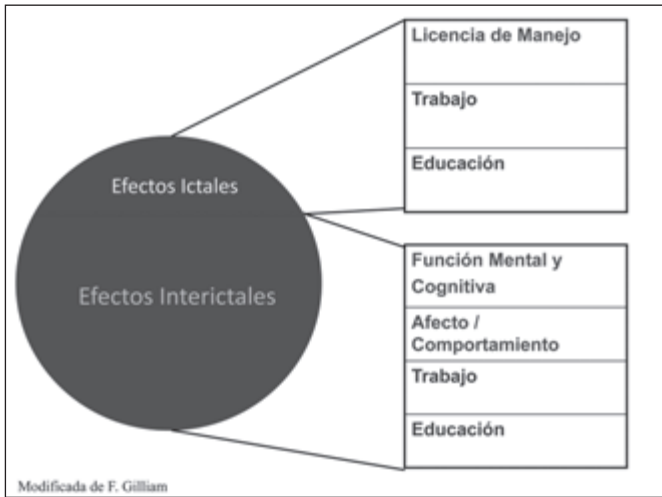 Licencia de Manejo
Trabajo
Educación
Efectos Ictales
Efectos Interictales
Función Mental y
Cognitiva
Afecto /
Comportamiento
Trabajo
Educación
Modificada de F. Gilliam